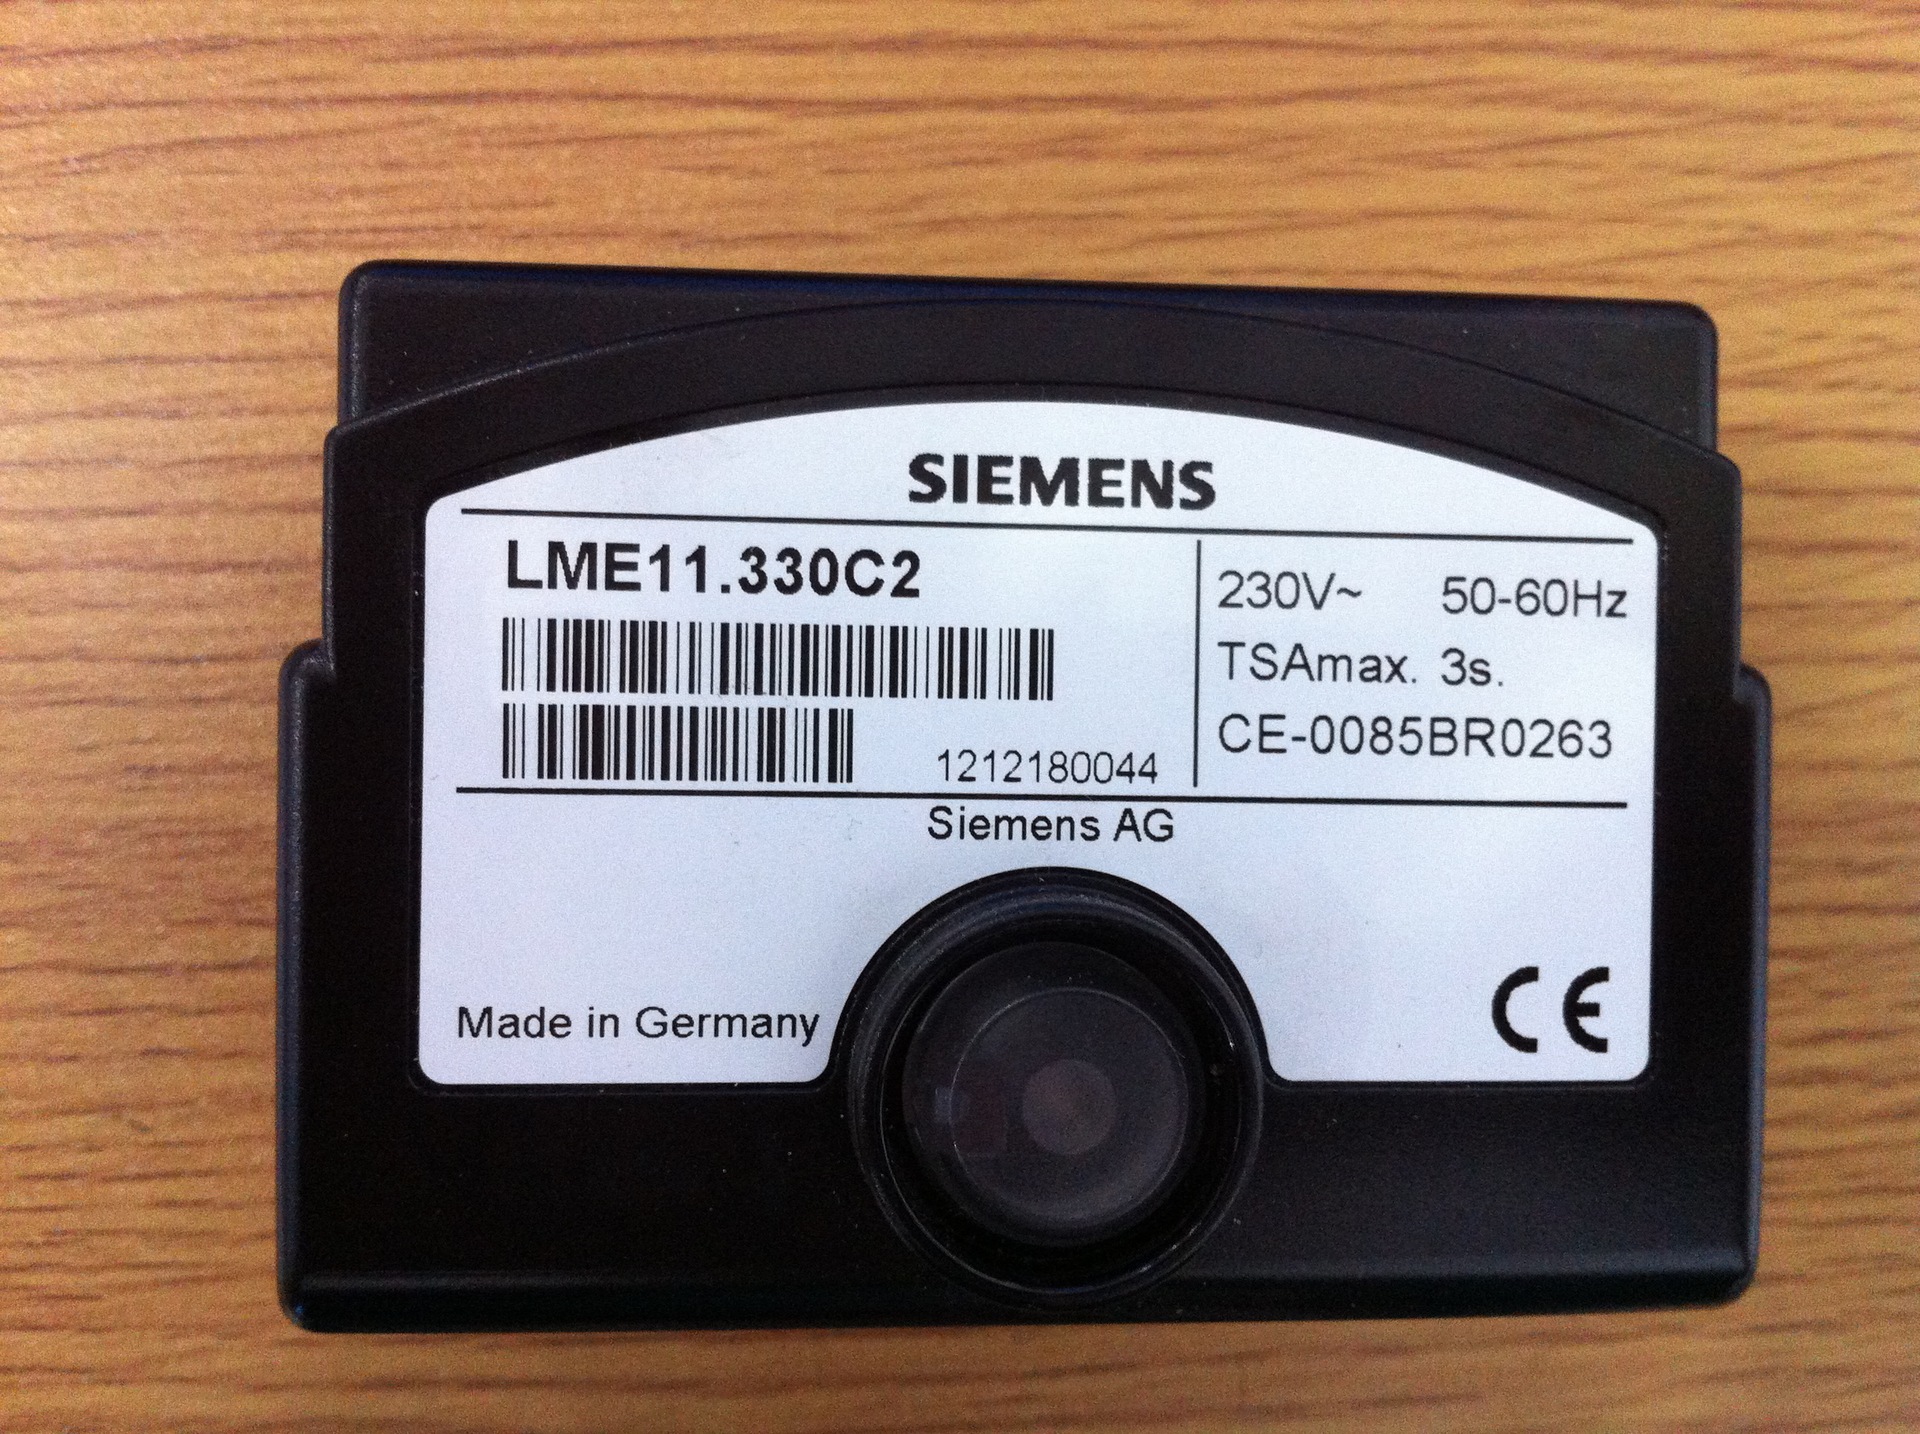 SIEMENS
LME11.330C2
230V~ 50-60Hz
TSAmax. 3s.
CE-0085BR0263
1212180044
Siemens AG
Made in Germany
CE